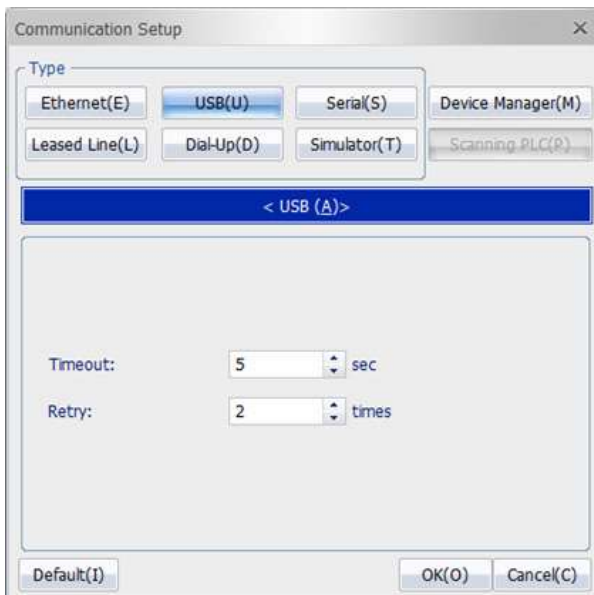 Communication Setup
Type
Ethernet(E) USB(U) Serial(S) Device Manager(M)
Leased Line(L) Dial-Up(D) Simulator(T) Scanning PLC(P)
< USB (A)>
Timeout: 5 sec
Retry: 2 times
Default(I) OK(O) Cancel(C)